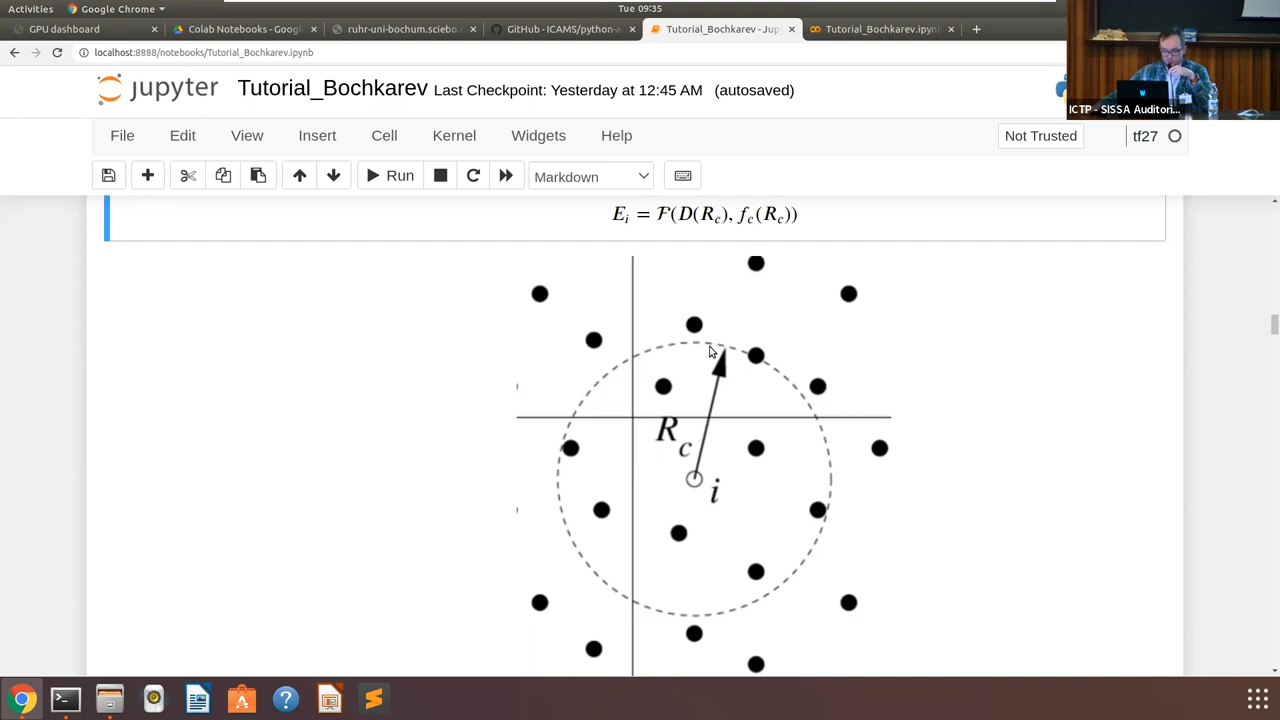 Activities
Google Chrome
Tue 09:35
GPU dashboard
Colab Notebooks - Google
ruhr-uni-bochum.sciebo.
GitHub - ICAMS/python-a
Tutorial_Bochkarev - Jup
Tutorial_Bochkarev.ipynb
localhost:8888/notebooks/Tutorial_Bochkarev.ipynb
jupyter Tutorial_Bochkarev Last Checkpoint: Yesterday at 12:45 AM (autosaved)
ICTP - SISSA Auditori...
File Edit View Insert Cell Kernel Widgets Help
Not Trusted
tf27
Run
Markdown
E_i = F(D(R_c), f_c(R_c))
R_c
i